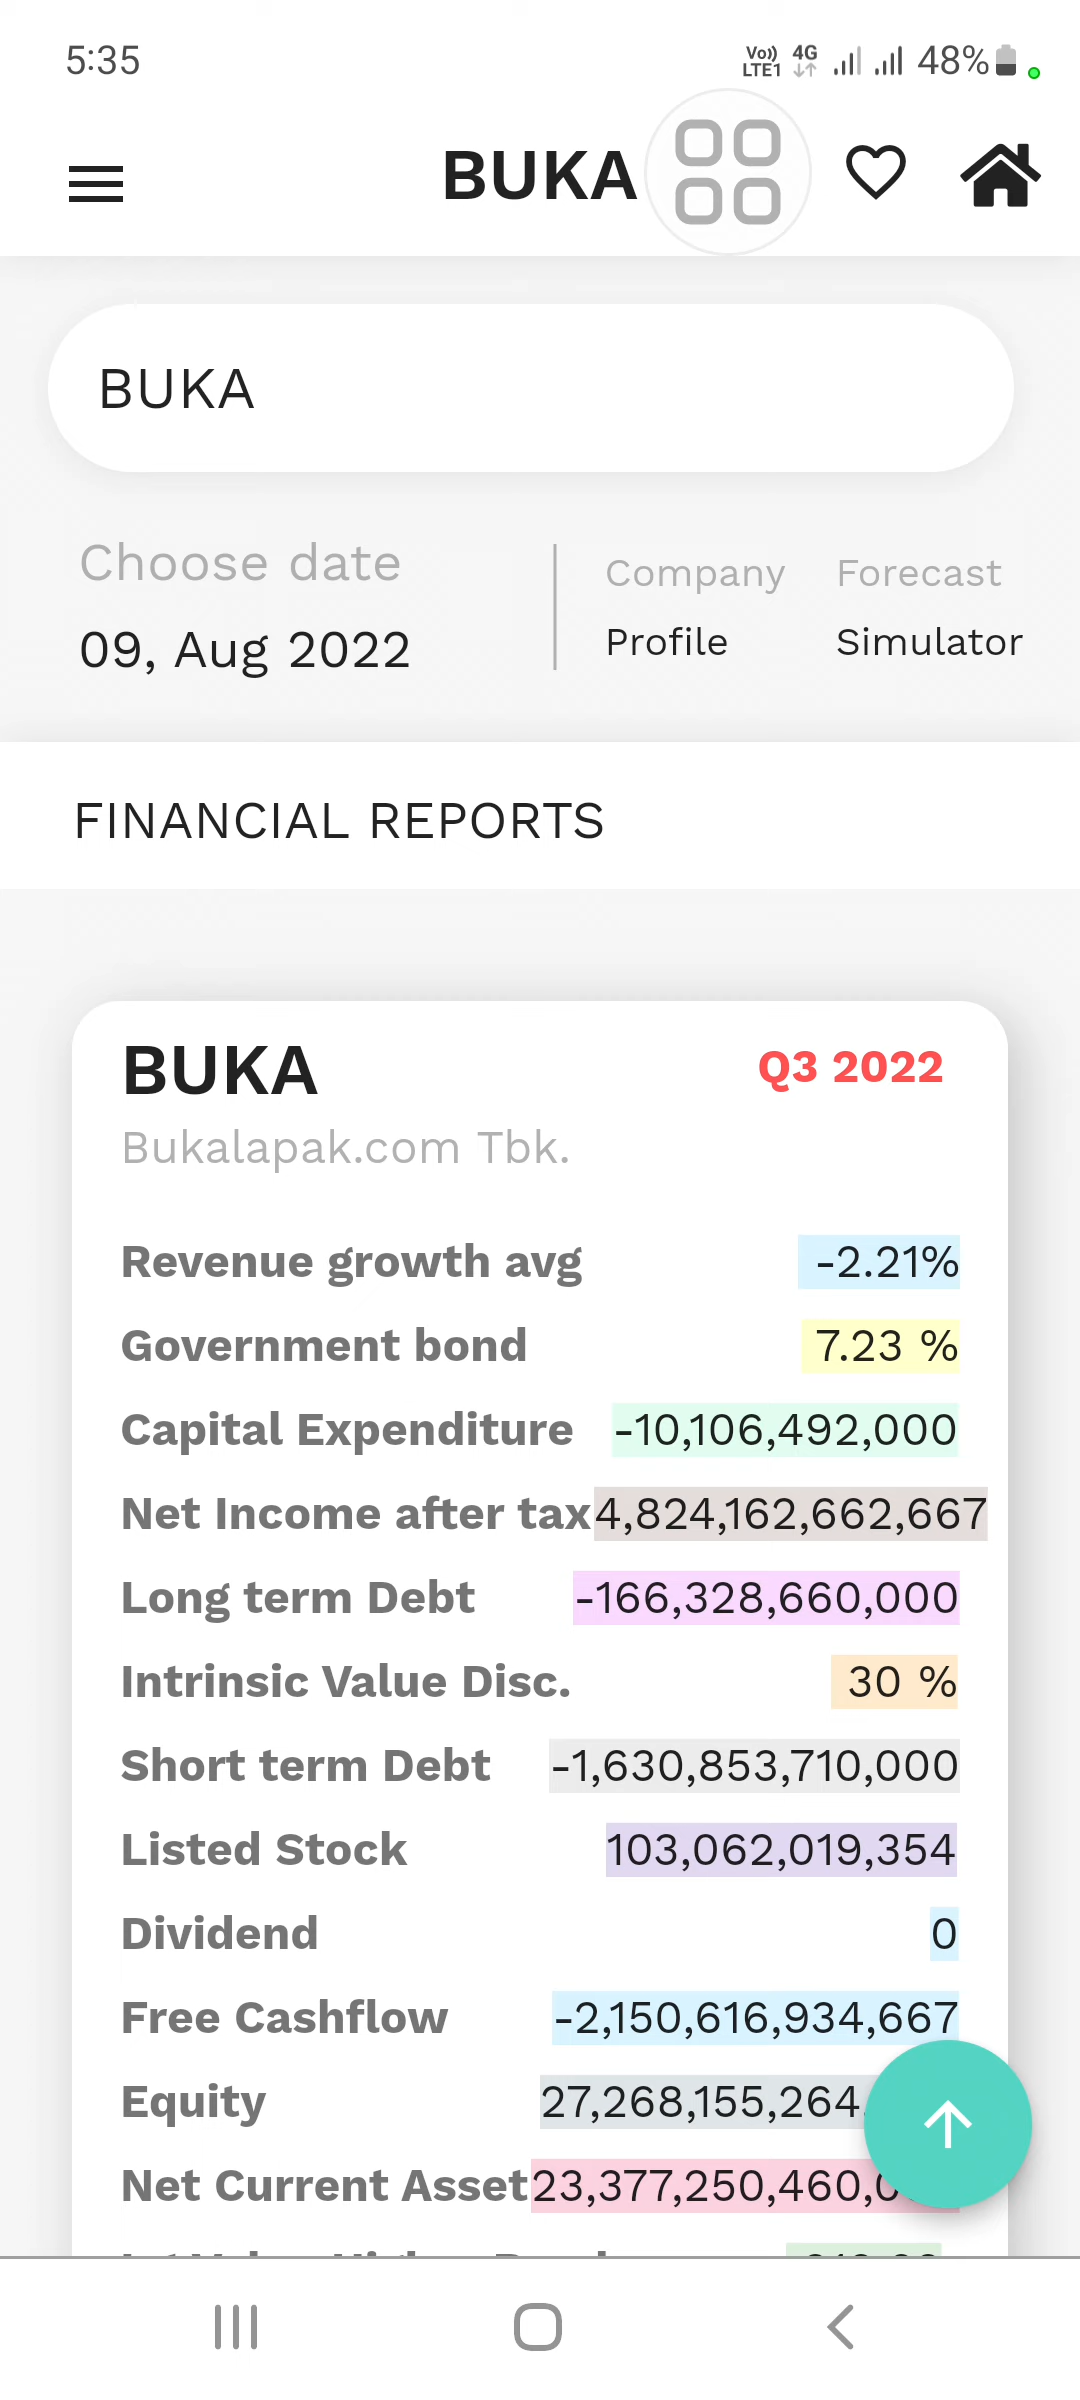 5:35
Vo)) LTE1 4G 48%
BUKA
BUKA
Choose date
09, Aug 2022
Company
Profile
Forecast
Simulator
FINANCIAL REPORTS
BUKA
Q3 2022
Bukalapak.com Tbk.
Revenue growth avg -2.21%
Government bond 7.23 %
Capital Expenditure -10,106,492,000
Net Income after tax 4,824,162,662,667
Long term Debt -166,328,660,000
Intrinsic Value Disc. 30 %
Short term Debt -1,630,853,710,000
Listed Stock 103,062,019,354
Dividend 0
Free Cashflow -2,150,616,934,667
Equity 27,268,155,264
Net Current Asset 23,377,250,460,0